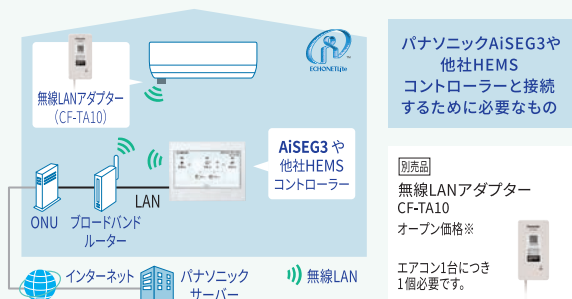 無線LANアダプター
(CF-TA10)
ECHONETLite
AiSEG3 や
他社HEMS
コントローラー
LAN
ONU
ブロードバンド
ルーター
インターネット
パナソニック
サーバー
無線LAN
パナソニックAiSEG3や
他社HEMS
コントローラーと接続
するために必要なもの
別売品
無線LANアダプター
CF-TA10
オープン価格※
エアコン1台につき
1個必要です。